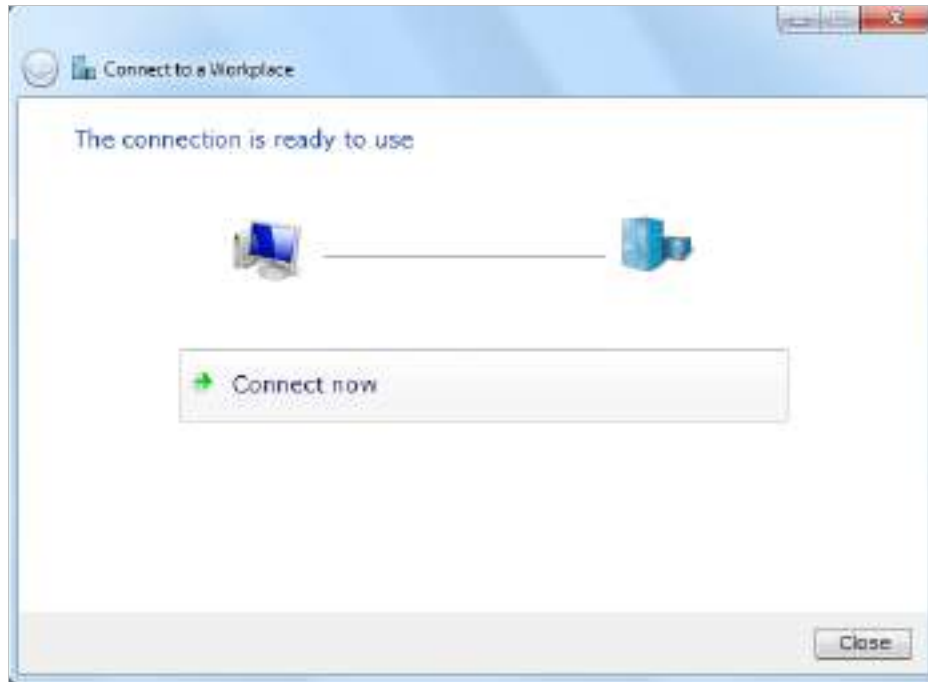 Connect to a Workplace
The connection is ready to use
Connect now
Close